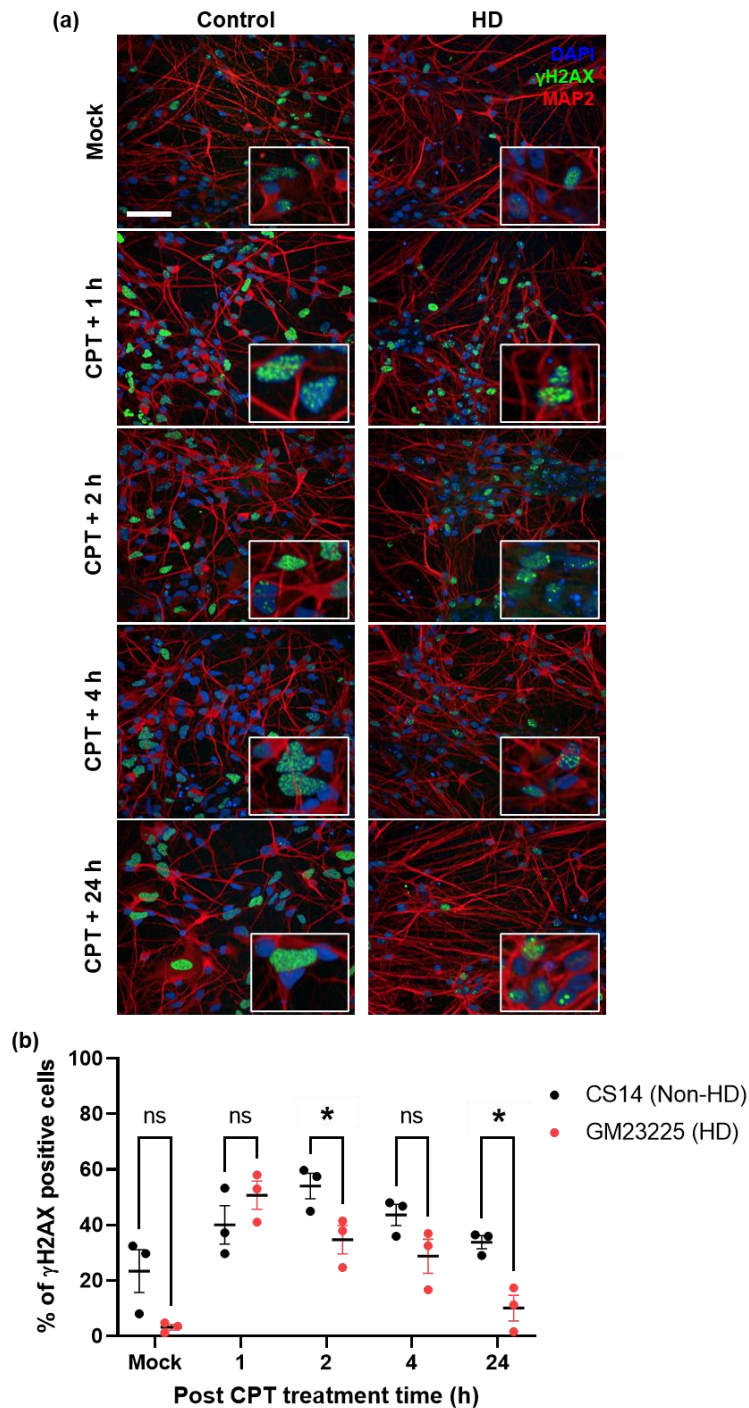 (a)
Control
HD
DAPI
γH2AX
MAP2
Mock
CPT + 1 h
CPT + 2 h
CPT + 4 h
CPT + 24 h
(b)
% of γH2AX positive cells
100
80
60
40
20
0
ns
ns
*
ns
*
CS14 (Non-HD)
GM23225 (HD)
Mock
1
2
4
24
Post CPT treatment time (h)